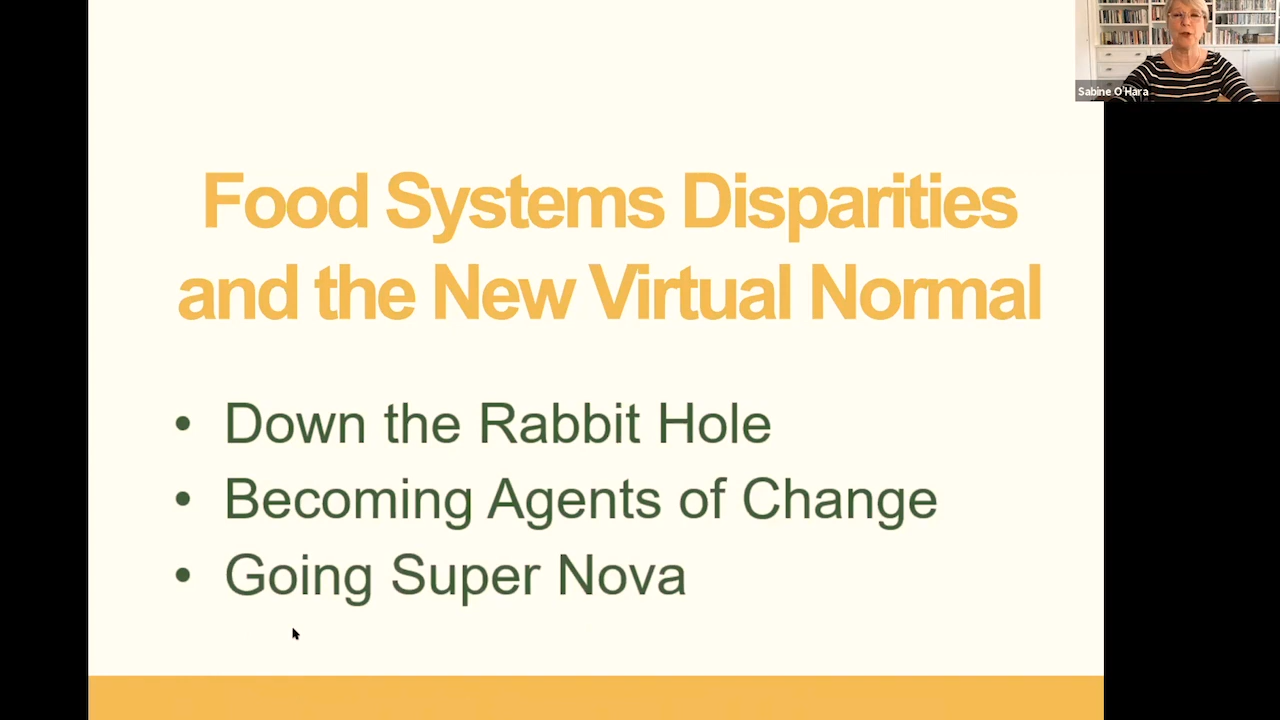 Sabine O'Hara
Food Systems Disparities
and the New Virtual Normal
• Down the Rabbit Hole
• Becoming Agents of Change
• Going Super Nova